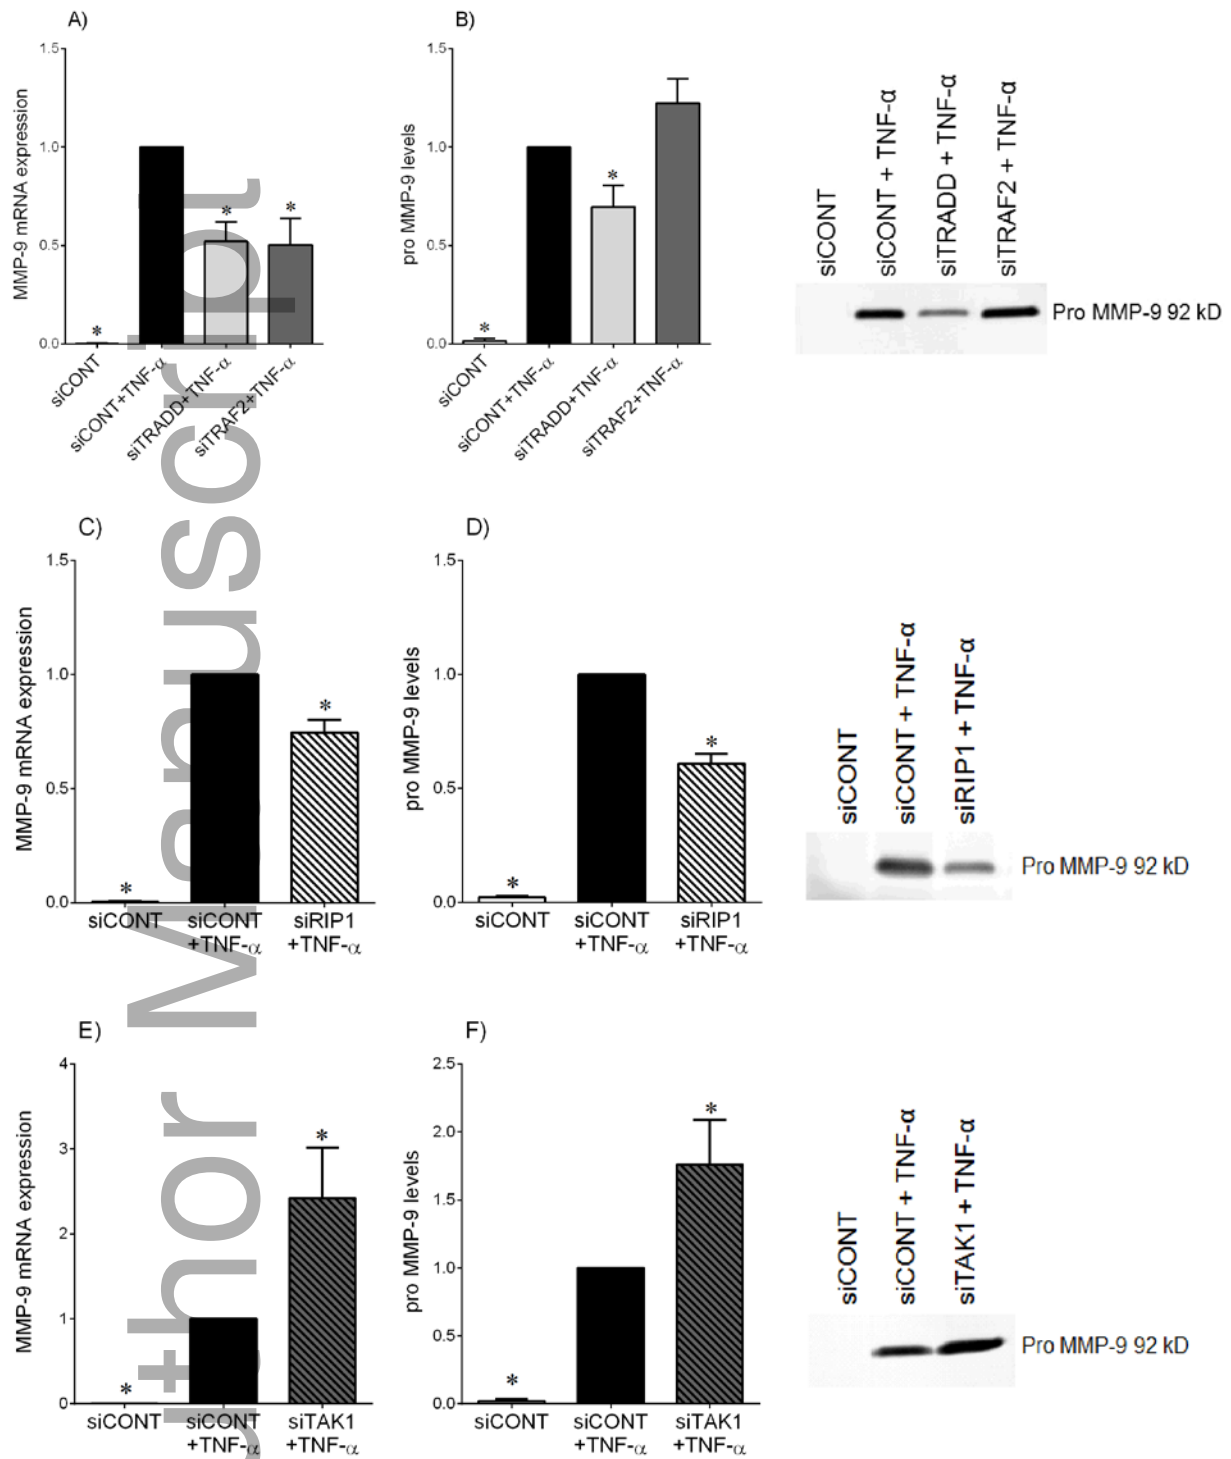 A)
MMP-9 mRNA expression
1.5
1.0
0.5
0.0
*
*
*
siCONT
siCONT+TNF-α
siTRADD+TNF-α
siTRAF2+TNF-α
B)
pro MMP-9 levels
1.5
1.0
0.5
0.0
*
*
siCONT
siCONT+TNF-α
siTRADD+TNF-α
siTRAF2+TNF-α
siCONT
siCONT + TNF-α
siTRADD + TNF-α
siTRAF2 + TNF-α
Pro MMP-9 92 kD
C)
MMP-9 mRNA expression
1.5
1.0
0.5
0.0
*
*
siCONT
siCONT
+TNF-α
siRIP1
+TNF-α
D)
pro MMP-9 levels
1.5
1.0
0.5
0.0
*
*
siCONT
siCONT
+TNF-α
siRIP1
+TNF-α
siCONT
siCONT + TNF-α
siRIP1 + TNF-α
Pro MMP-9 92 kD
E)
MMP-9 mRNA expression
4
3
2
1
0
*
*
siCONT
siCONT
+TNF-α
siTAK1
+TNF-α
F)
pro MMP-9 levels
2.5
2.0
1.5
1.0
0.5
0.0
*
*
siCONT
siCONT
+TNF-α
siTAK1
+TNF-α
siCONT
siCONT + TNF-α
siTAK1 + TNF-α
Pro MMP-9 92 kD
thor Manuscript